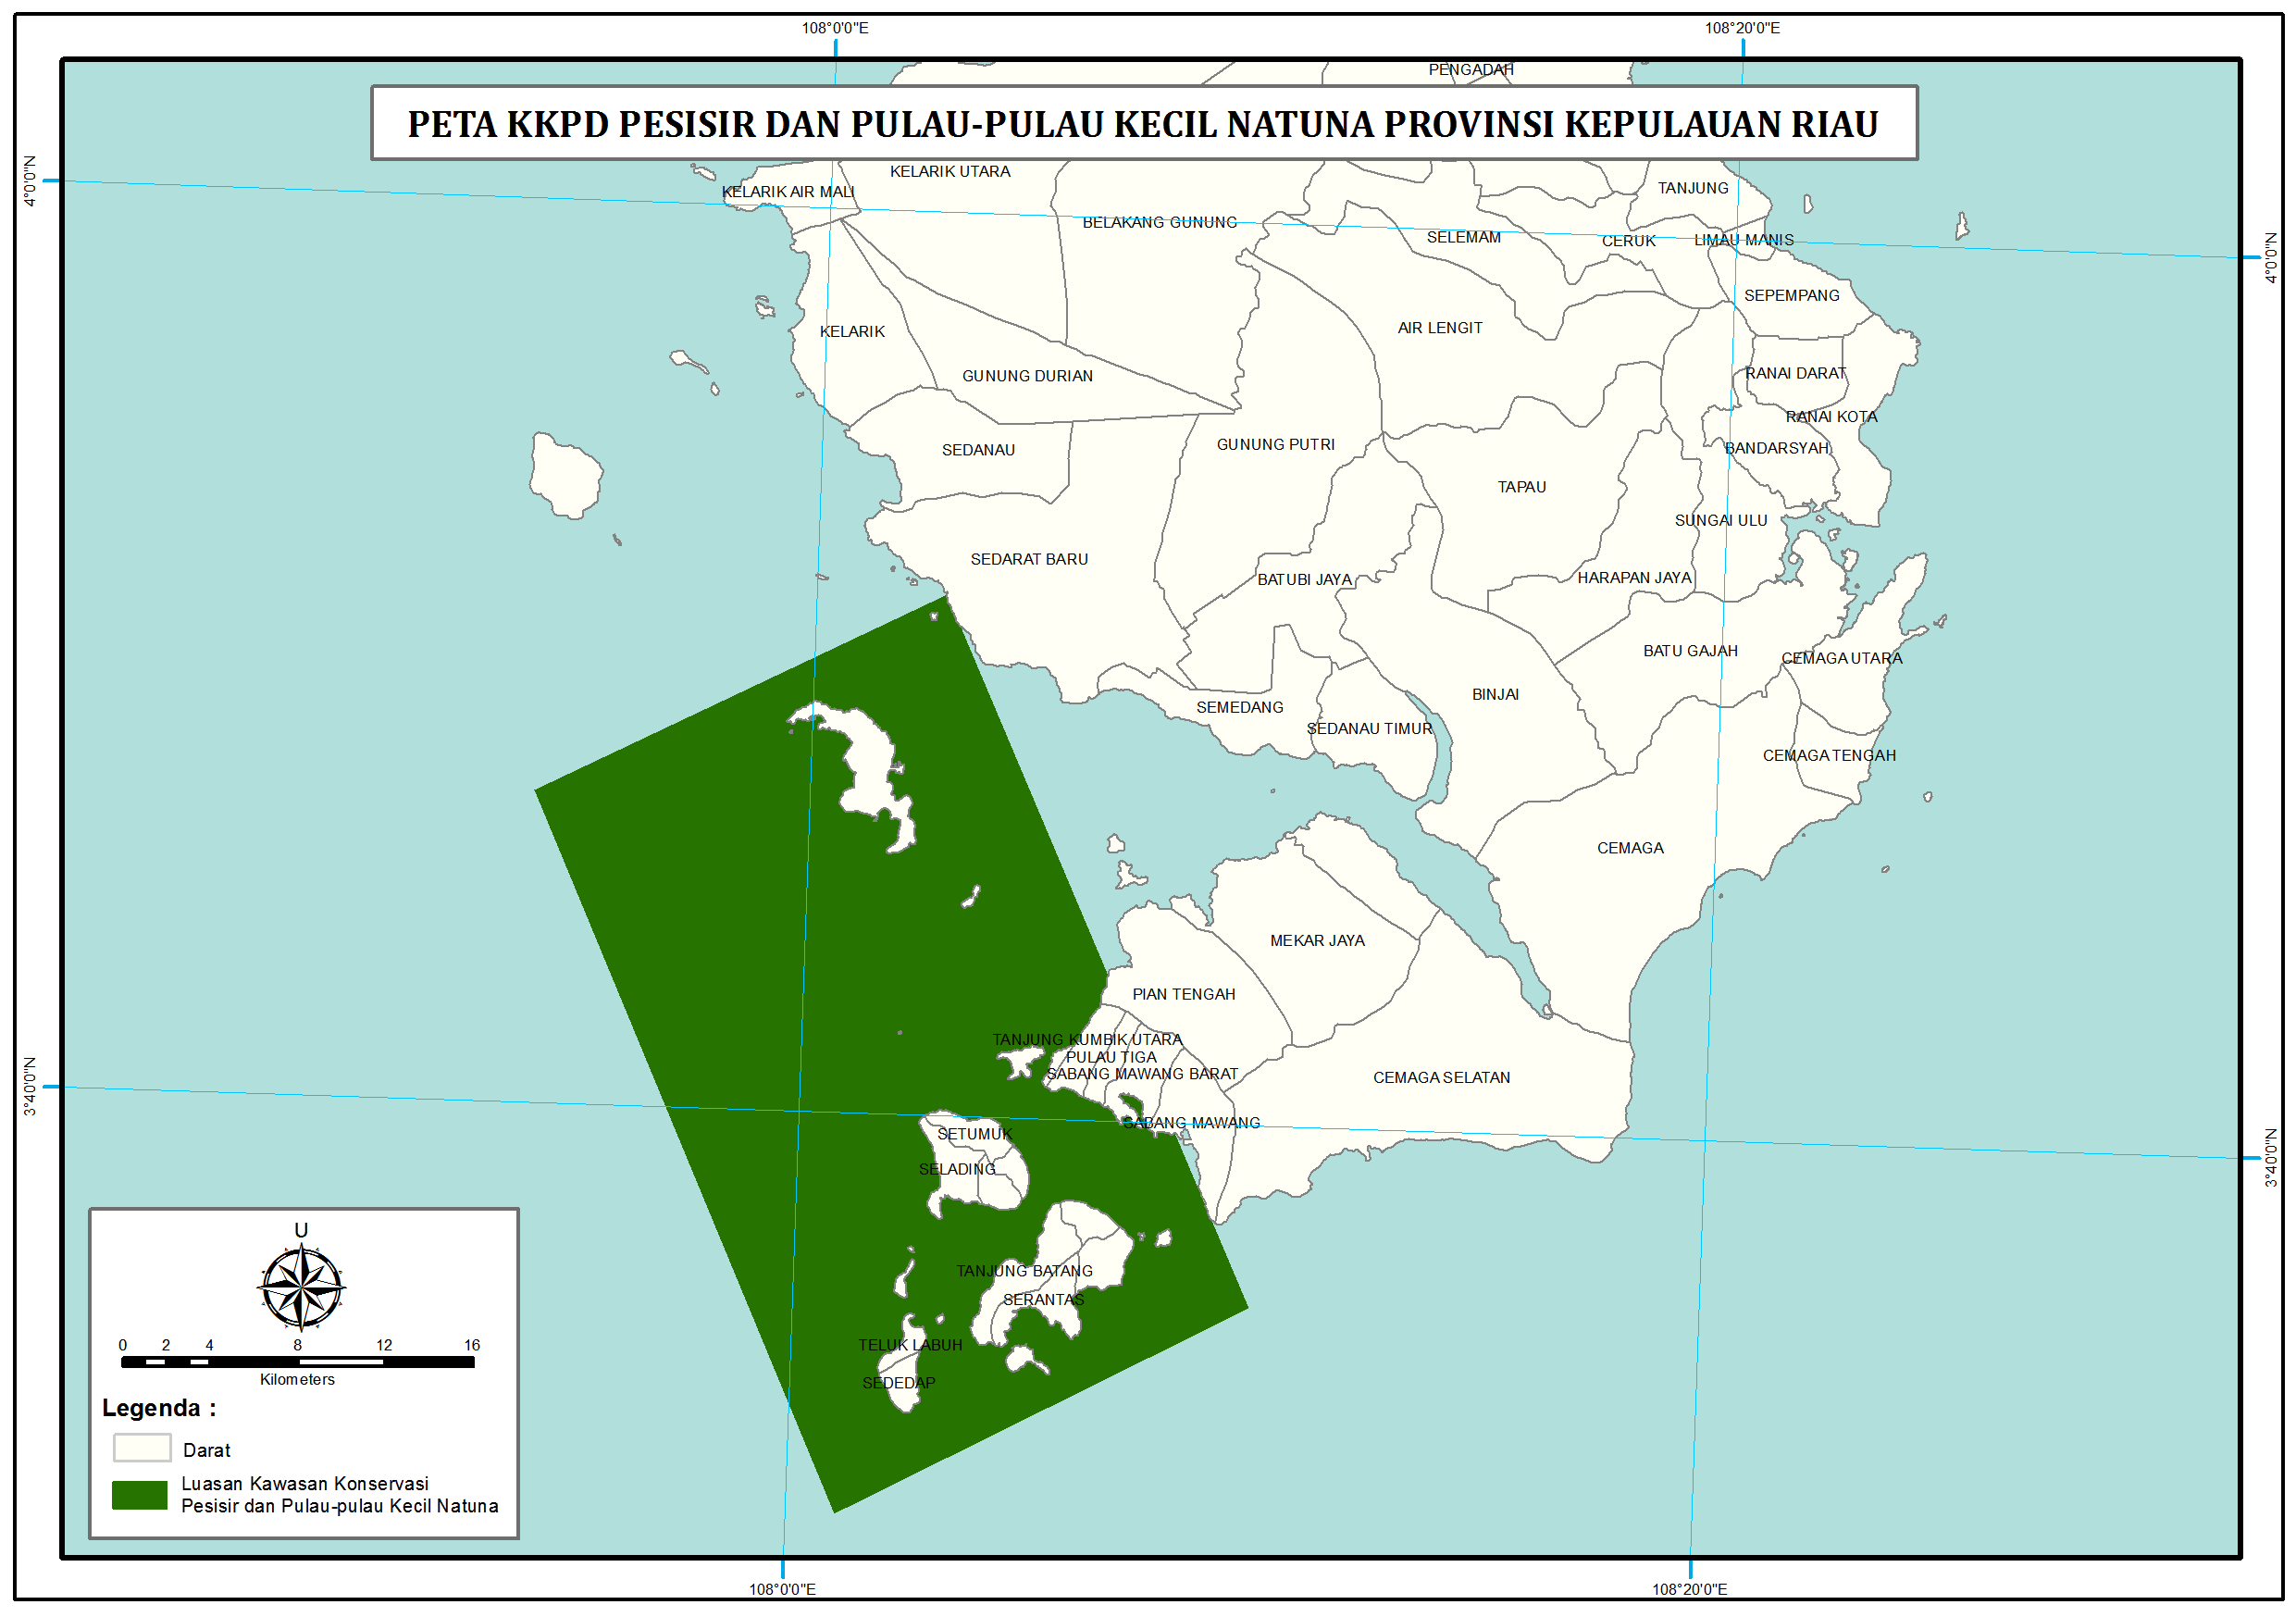 108°0'0"E
108°20'0"E
PENGADAH
PETA KKPD PESISIR DAN PULAU-PULAU KECIL NATUNA PROVINSI KEPULAUAN RIAU
4°0'0"N
KELARIK UTARA
KELARIK AIR MALI
TANJUNG
BELAKANG GUNUNG
SELEMAM
CERUK
LIMAU MANIS
4°0'0"N
SEPEMPANG
KELARIK
AIR LENGIT
GUNUNG DURIAN
RANAI DARAT
RANAI KOTA
SEDANAU
GUNUNG PUTRI
BANDARSYAH
TAPAU
SUNGAI ULU
SEDARAT BARU
BATUBI JAYA
HARAPAN JAYA
BATU GAJAH
CEMAGA UTARA
BINJAI
SEMEDANG
SEDANAU TIMUR
CEMAGA TENGAH
CEMAGA
MEKAR JAYA
PIAN TENGAH
TANJUNG KUMBIK UTARA
PULAU TIGA
SABANG MAWANG BARAT
CEMAGA SELATAN
3°40'0"N
SABANG MAWANG
SETUMUK
3°40'0"N
SELADING
TANJUNG BATANG
SERANTAS
TELUK LABUH
SEDEDAP
U
0 2 4 8 12 16
Kilometers
Legenda :
Darat
Luasan Kawasan Konservasi
Pesisir dan Pulau-pulau Kecil Natuna
108°0'0"E
108°20'0"E